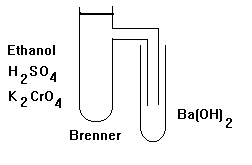 Ethanol
H₂SO₄
K₂CrO₄
Brenner
Ba(OH)₂